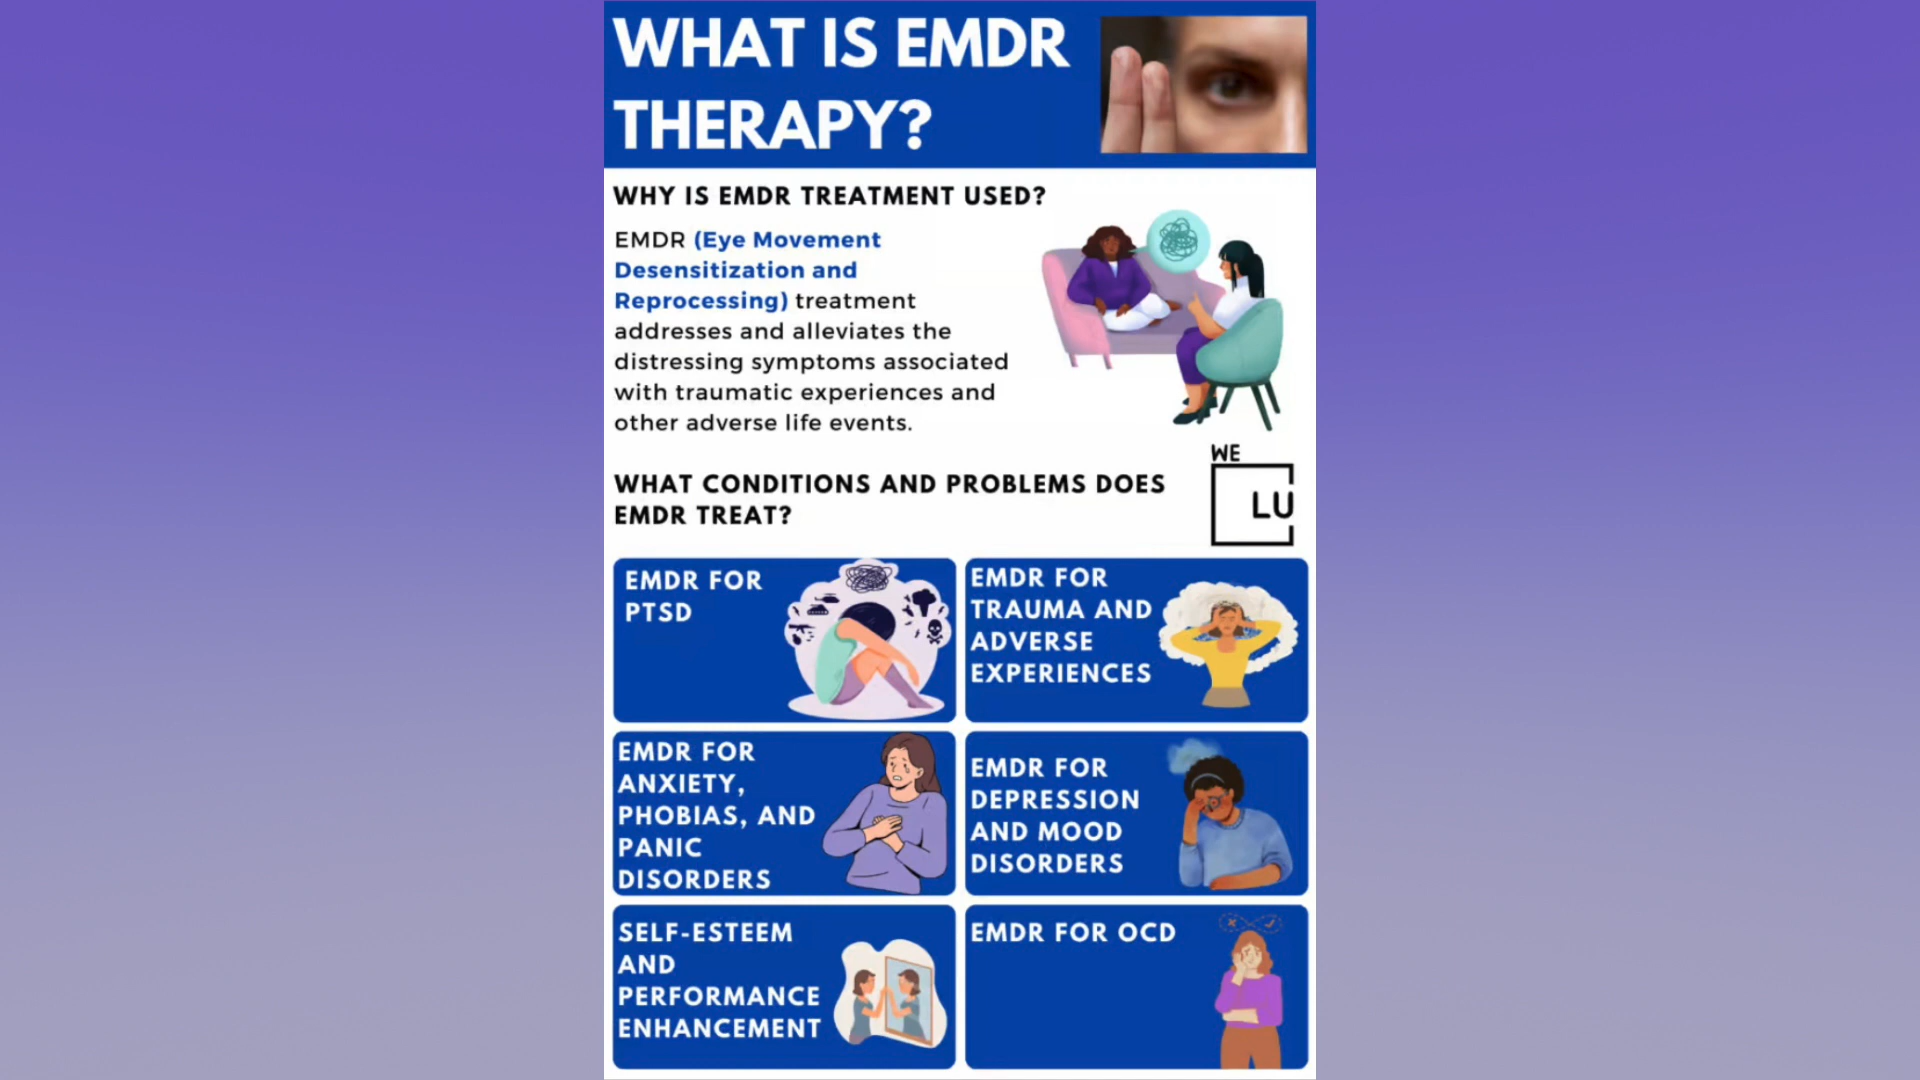 WHAT IS EMDR
THERAPY?
WHY IS EMDR TREATMENT USED?
EMDR (Eye Movement
Desensitization and
Reprocessing) treatment
addresses and alleviates the
distressing symptoms associated
with traumatic experiences and
other adverse life events.
WE
LU
WHAT CONDITIONS AND PROBLEMS DOES
EMDR TREAT?
EMDR FOR
PTSD
EMDR FOR
TRAUMA AND
ADVERSE
EXPERIENCES
EMDR FOR
ANXIETY,
PHOBIAS, AND
PANIC
DISORDERS
EMDR FOR
DEPRESSION
AND MOOD
DISORDERS
SELF-ESTEEM
AND
PERFORMANCE
ENHANCEMENT
EMDR FOR OCD